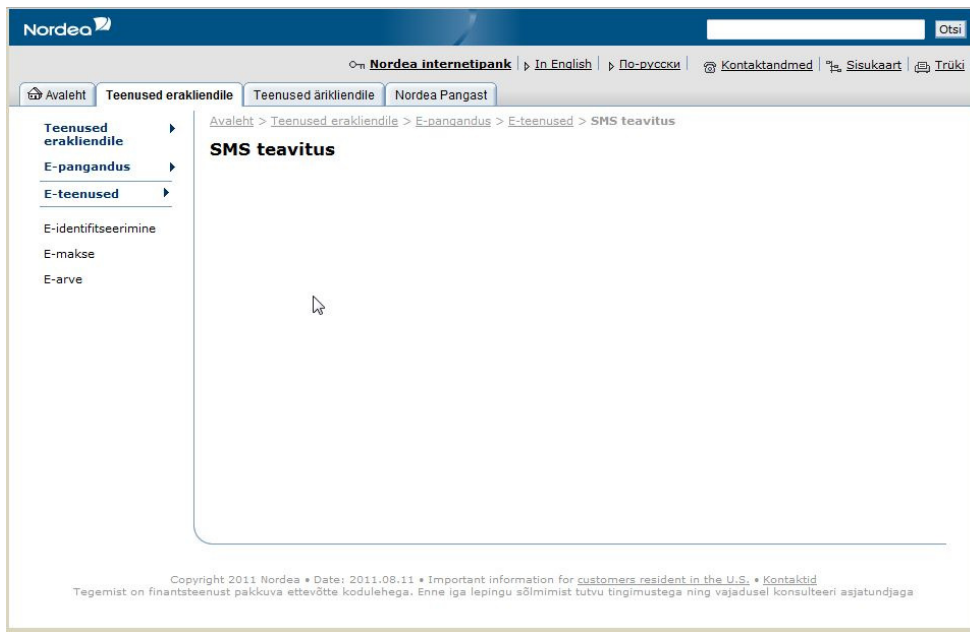 Nordea
Otsi
Nordea internetipank In English По-русски Kontaktandmed Sisukaart Trüki
Avaleht Teenused erakliendile Teenused ärikliendile Nordea Pangast
Avaleht > Teenused erakliendile > E-pangandus > E-teenused > SMS teavitus
SMS teavitus
Teenused
erakliendile
E-pangandus
E-teenused
E-identifitseerimine
E-makse
E-arve
Copyright 2011 Nordea • Date: 2011.08.11 • Important information for customers resident in the U.S. • Kontaktid
Tegemist on finantsteenust pakkuva ettevõtte kodulehega. Enne iga lepingu sõlmimist tutvu tingimustega ning vajadusel konsulteeri asjatundjaga